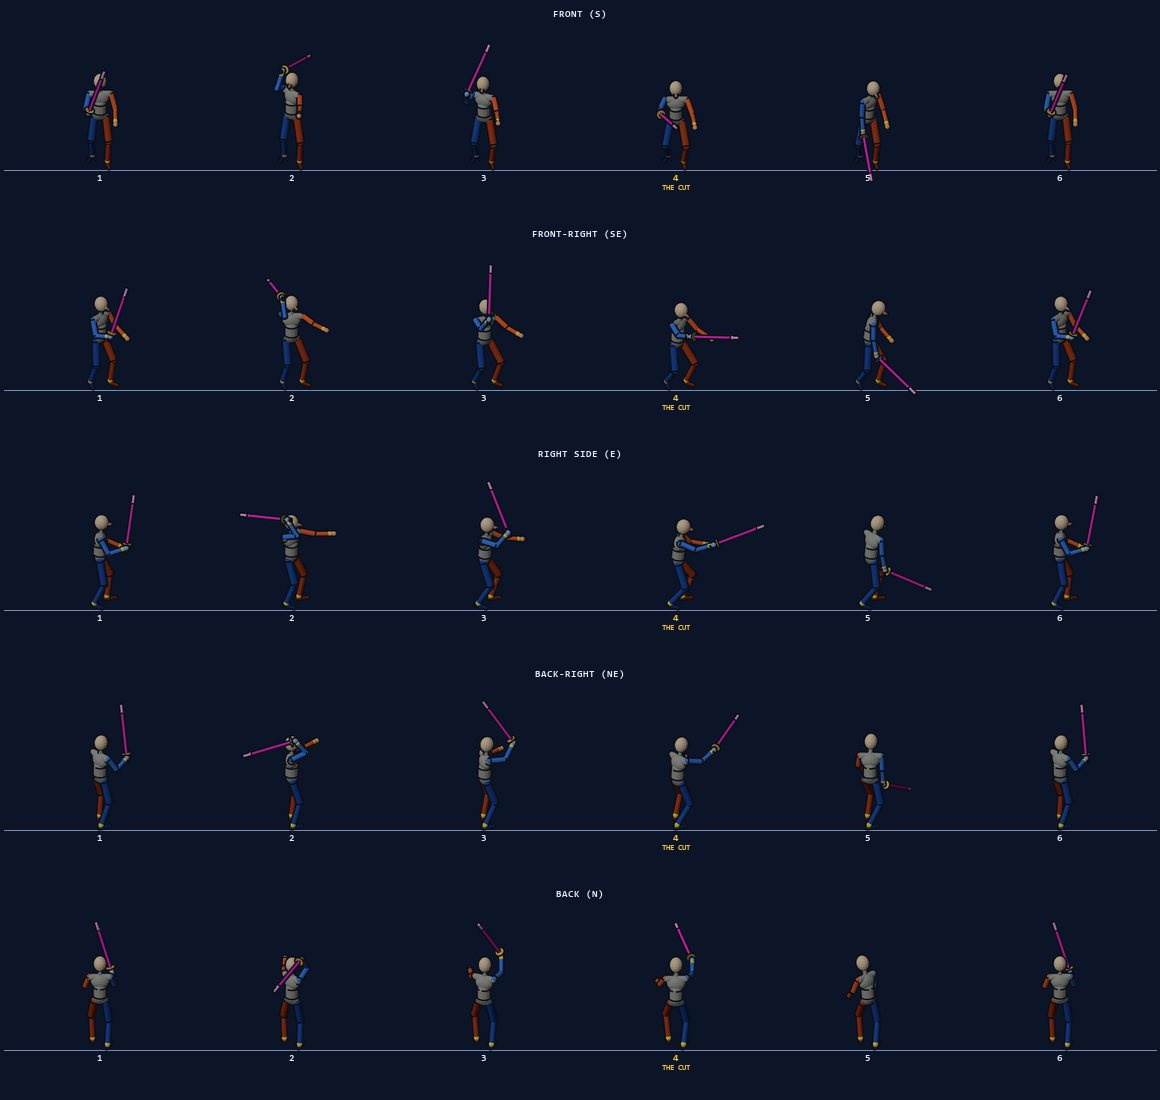 FRONT (S)
1 2 3 4 5 6
THE CUT
FRONT-RIGHT (SE)
1 2 3 4 5 6
THE CUT
RIGHT SIDE (E)
1 2 3 4 5 6
THE CUT
BACK-RIGHT (NE)
1 2 3 4 5 6
THE CUT
BACK (N)
1 2 3 4 5 6
THE CUT